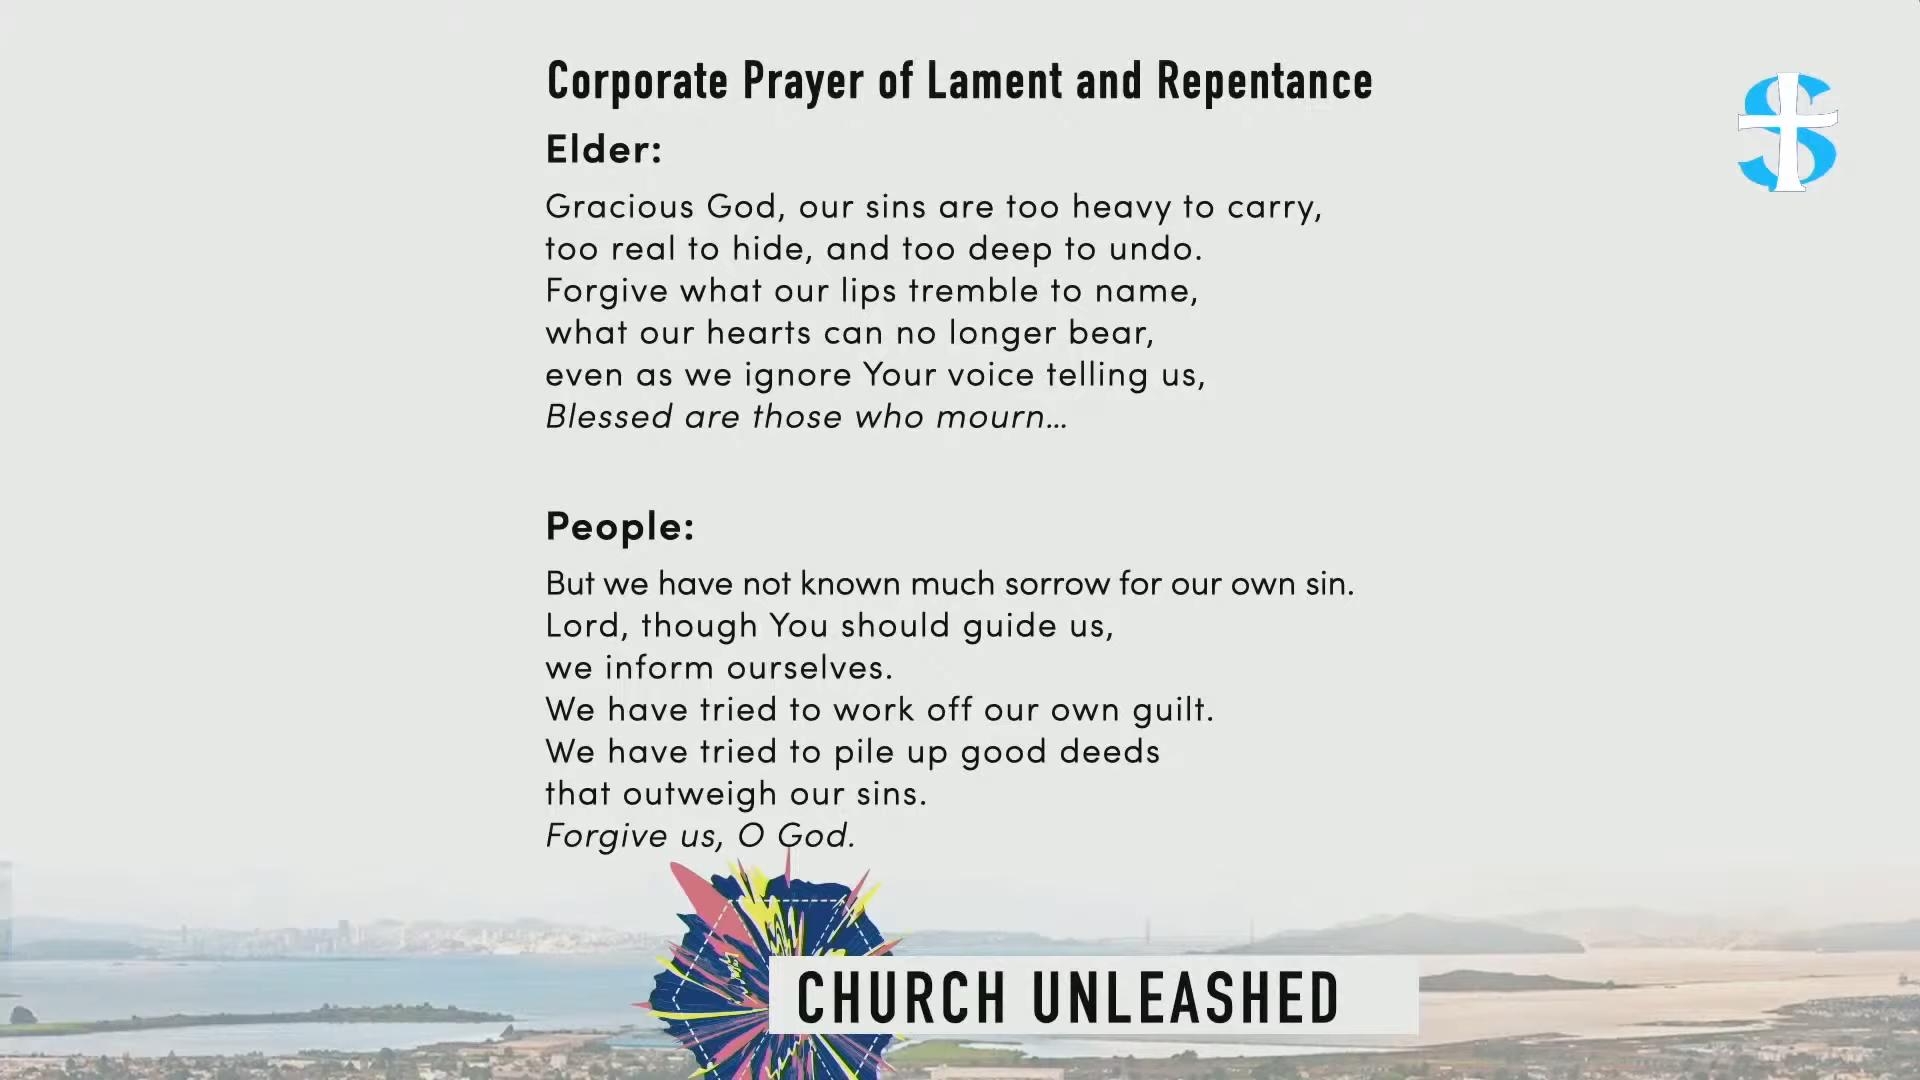 Corporate Prayer of Lament and Repentance
Elder:
Gracious God, our sins are too heavy to carry,
too real to hide, and too deep to undo.
Forgive what our lips tremble to name,
what our hearts can no longer bear,
even as we ignore Your voice telling us,
Blessed are those who mourn…
People:
But we have not known much sorrow for our own sin.
Lord, though You should guide us,
we inform ourselves.
We have tried to work off our own guilt.
We have tried to pile up good deeds
that outweigh our sins.
Forgive us, O God.
CHURCH UNLEASHED
S